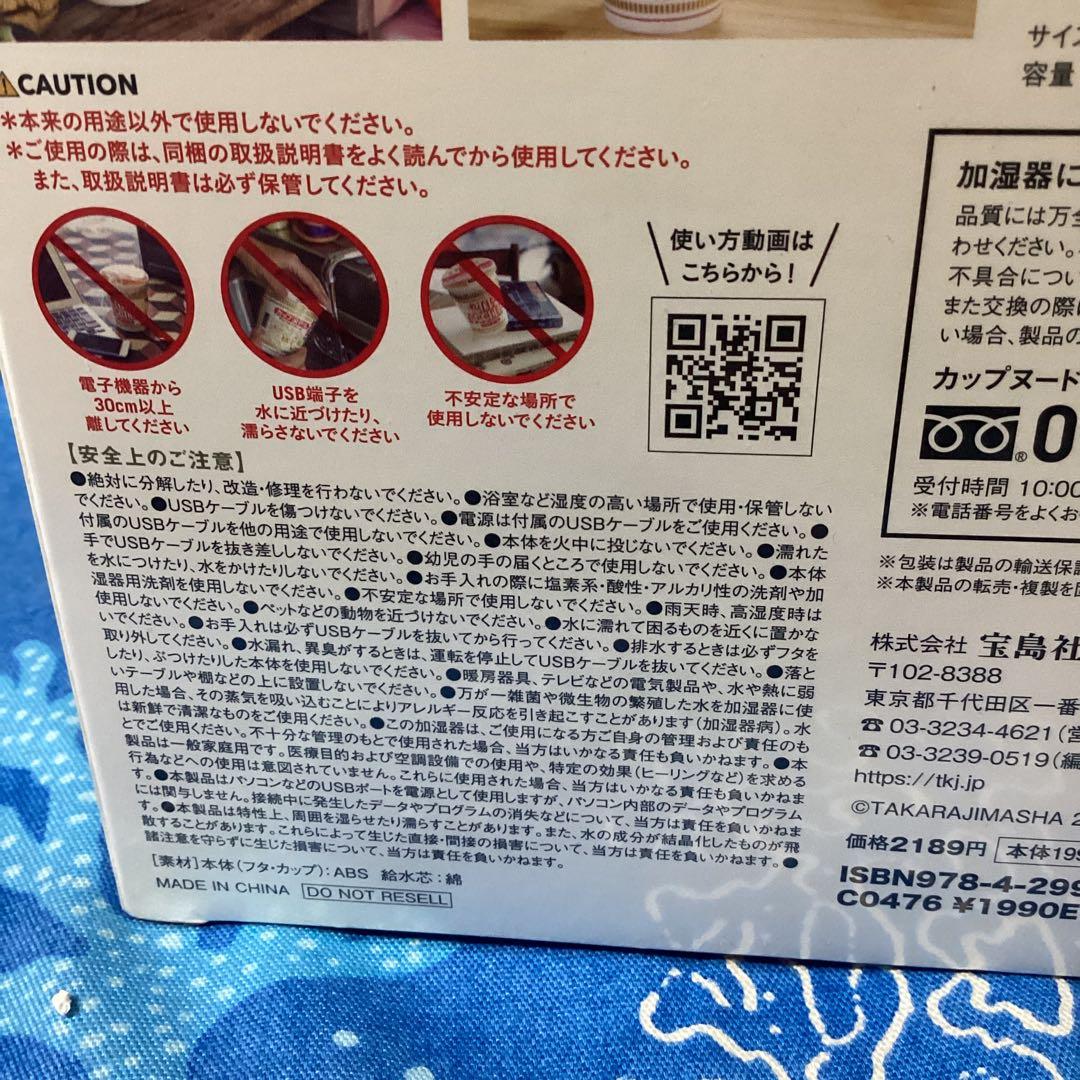 CAUTION
*本来の用途以外で使用しないでください。
*ご使用の際は、同梱の取扱説明書をよく読んでから使用してください。
また、取扱説明書は必ず保管してください。
電子機器から
30cm以上
離してください
USB端子を
水に近づけたり、
濡らさないでください
不安定な場所で
使用しないでください
使い方動画は
こちらから!
【安全上のご注意】
●絶対に分解したり、改造・修理を行わないでください。●浴室など湿度の高い場所で使用・保管しない
でください。●USBケーブルを傷つけないでください。●電源は付属のUSBケーブルをご使用ください。●
付属のUSBケーブルを他の用途で使用しないでください。●本体を火中に投じないでください。●濡れた
手でUSBケーブルを抜き差ししないでください。●幼児の手の届くところで使用しないでください。●本体
を水につけたり、水をかけたりしないでください。●お手入れの際に塩素系・酸性・アルカリ性の洗剤や加
湿器用洗剤を使用しないでください。●不安定な場所で使用しないでください。●雨天時、高湿度時は
使用しないでください。●ペットなどの動物を近づけないでください。●水に濡れて困るものを近くに置かな
いでください。●お手入れは必ずUSBケーブルを抜いてから行ってください。●排水するときは必ずフタを
取り外してください。●水漏れ、異臭がするときは、運転を停止してUSBケーブルを抜いてください。●落と
したり、ぶつけたりした本体を使用しないでください。●暖房器具、テレビなどの電気製品や、水や熱に弱
いテーブルや棚などの上に設置しないでください。●万が一雑菌や微生物の繁殖した水を加湿器に使
用した場合、その蒸気を吸い込むことによりアレルギー反応を引き起こすことがあります(加湿器病)。水
は新鮮で清潔なものをご使用ください。●この加湿器は、ご使用になる方ご自身の管理および責任のも
とでご使用ください。不十分な管理のもとで使用された場合、当方はいかなる責任も負いかねます。●本
製品は一般家庭用です。医療目的および空調設備での使用や、特定の効果(ヒーリングなど)を求める
行為などへの使用は意図されていません。これらに使用された場合、当方はいかなる責任も負いかねま
す。●本製品はパソコンなどのUSBポートを電源として使用しますが、パソコン内部のデータやプログラム
には関与しません。接続中に発生したデータやプログラムの消失などについて、当方は責任を負いかねま
す。●本製品は特性上、周囲を湿らせたり濡らすことがあります。また、水の成分が結晶化したものが飛
散することがあります。これらによって生じた直接・間接の損害について、当方は責任を負いかねます。●
諸注意を守らずに生じた損害について、当方は責任を負いかねます。
【素材】本体(フタ・カップ):ABS 給水芯:綿
MADE IN CHINA DO NOT RESELL
サイズ
容量
加湿器に
品質には万全
わせください。
不具合につい
また交換の際
い場合、製品の
カップヌード
0
受付時間 10:00
※電話番号をよくお
※包装は製品の輸送保
※本製品の転売・複製を
株式会社 宝島社
〒102-8388
東京都千代田区一番
☎03-3234-4621(営
☎03-3239-0519(編
https://tkj.jp
©TAKARAJIMASHA 2
価格2189円 本体199
ISBN978-4-299
C0476 ¥1990E